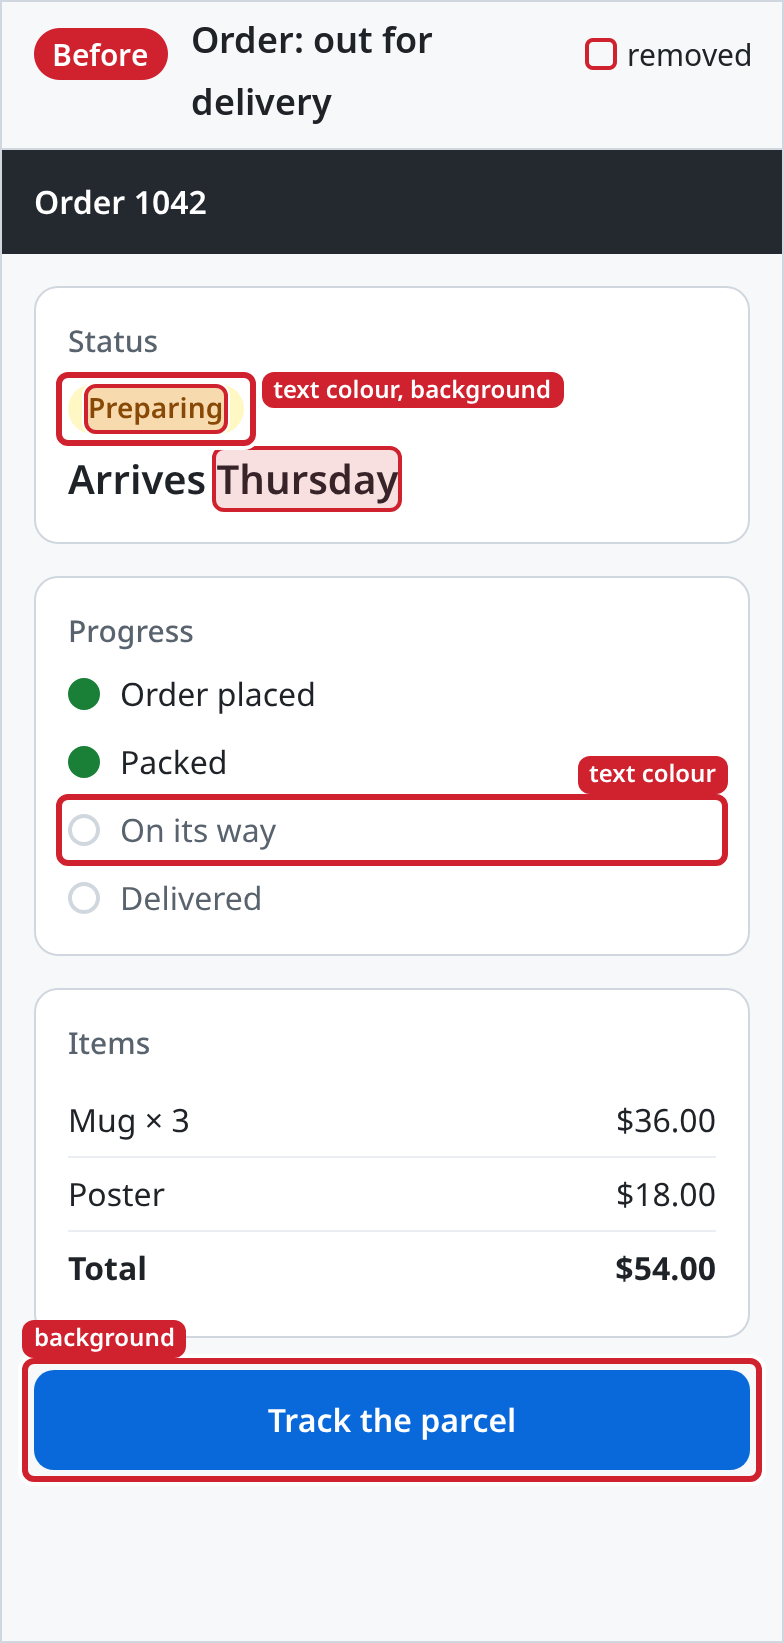 Before
Order: out for
delivery
removed
Order 1042
Status
Preparing
text colour, background
Arrives Thursday
Progress
Order placed
Packed
text colour
On its way
Delivered
Items
Mug × 3 $36.00
Poster $18.00
Total $54.00
background
Track the parcel